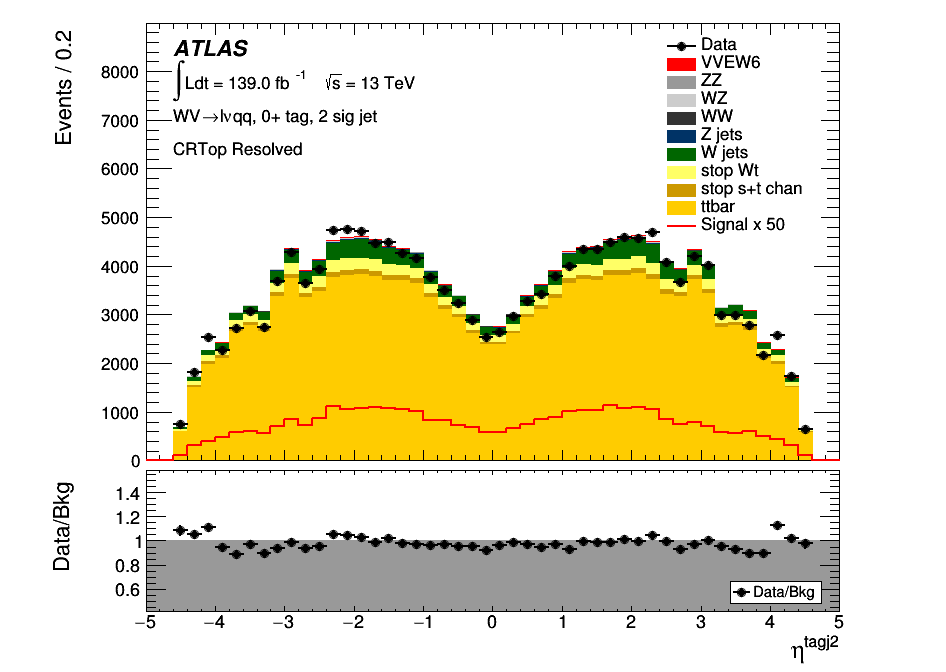 ATLAS
∫Ldt = 139.0 fb⁻¹ √s = 13 TeV
WV→lνqq, 0+ tag, 2 sig jet
CRTop Resolved
Data
VVEW6
ZZ
WZ
WW
Z jets
W jets
stop Wt
stop s+t chan
ttbar
Signal x 50
Events / 0.2
8000
7000
6000
5000
4000
3000
2000
1000
0
Data/Bkg
1.4
1.2
1
0.8
0.6
Data/Bkg
−5 −4 −3 −2 −1 0 1 2 3 4 5
η^tagj2